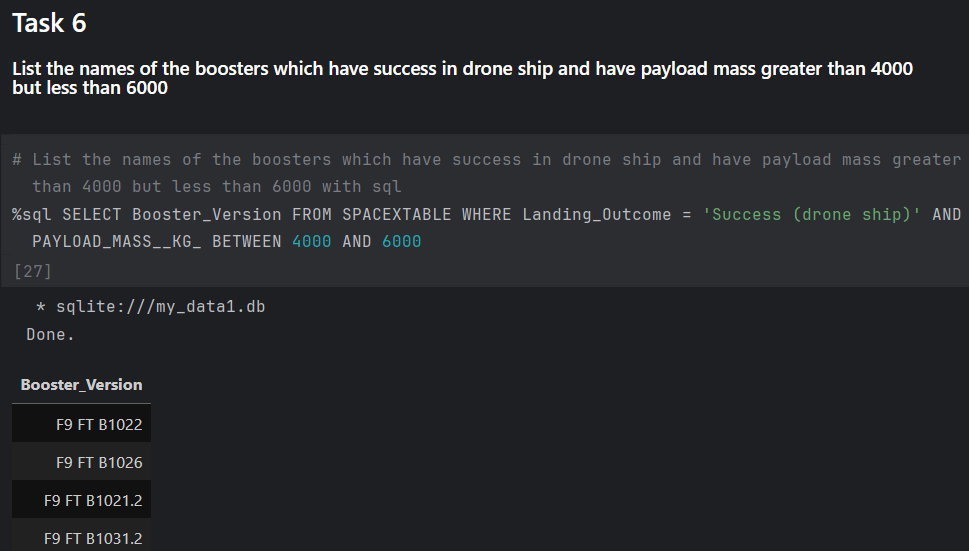 Task 6
List the names of the boosters which have success in drone ship and have payload mass greater than 4000
but less than 6000
# List the names of the boosters which have success in drone ship and have payload mass greater
than 4000 but less than 6000 with sql
%sql SELECT Booster_Version FROM SPACEXTABLE WHERE Landing_Outcome = 'Success (drone ship)' AND
PAYLOAD_MASS__KG_ BETWEEN 4000 AND 6000
[27]
* sqlite:///my_data1.db
Done.
Booster_Version
F9 FT B1022
F9 FT B1026
F9 FT B1021.2
F9 FT B1031.2